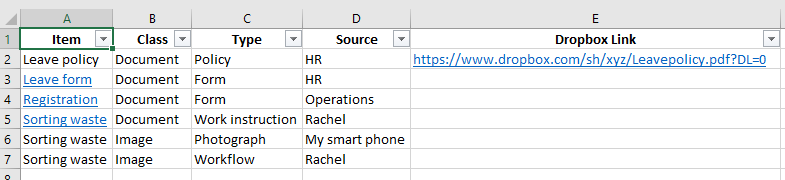 A B C D E
1 Item Class Type Source Dropbox Link
2 Leave policy Document Policy HR https://www.dropbox.com/sh/xyz/Leavepolicy.pdf?DL=0
3 Leave form Document Form HR
4 Registration Document Form Operations
5 Sorting waste Document Work instruction Rachel
6 Sorting waste Image Photograph My smart phone
7 Sorting waste Image Workflow Rachel